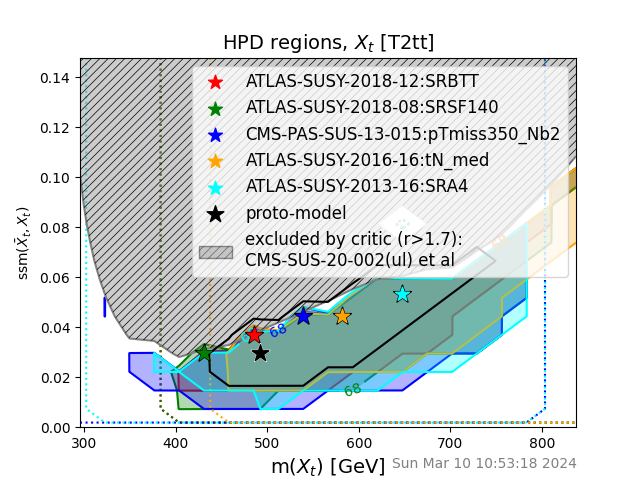 HPD regions, Xt [T2tt]
ssm(X̄t, Xt)
0.14
0.12
0.10
0.08
0.06
0.04
0.02
0.00
ATLAS-SUSY-2018-12:SRBTT
ATLAS-SUSY-2018-08:SRSF140
CMS-PAS-SUS-13-015:pTmiss350_Nb2
ATLAS-SUSY-2016-16:tN_med
ATLAS-SUSY-2013-16:SRA4
proto-model
excluded by critic (r>1.7):
CMS-SUS-20-002(ul) et al
68
68
300 400 500 600 700 800
m(Xt) [GeV]
Sun Mar 10 10:53:18 2024